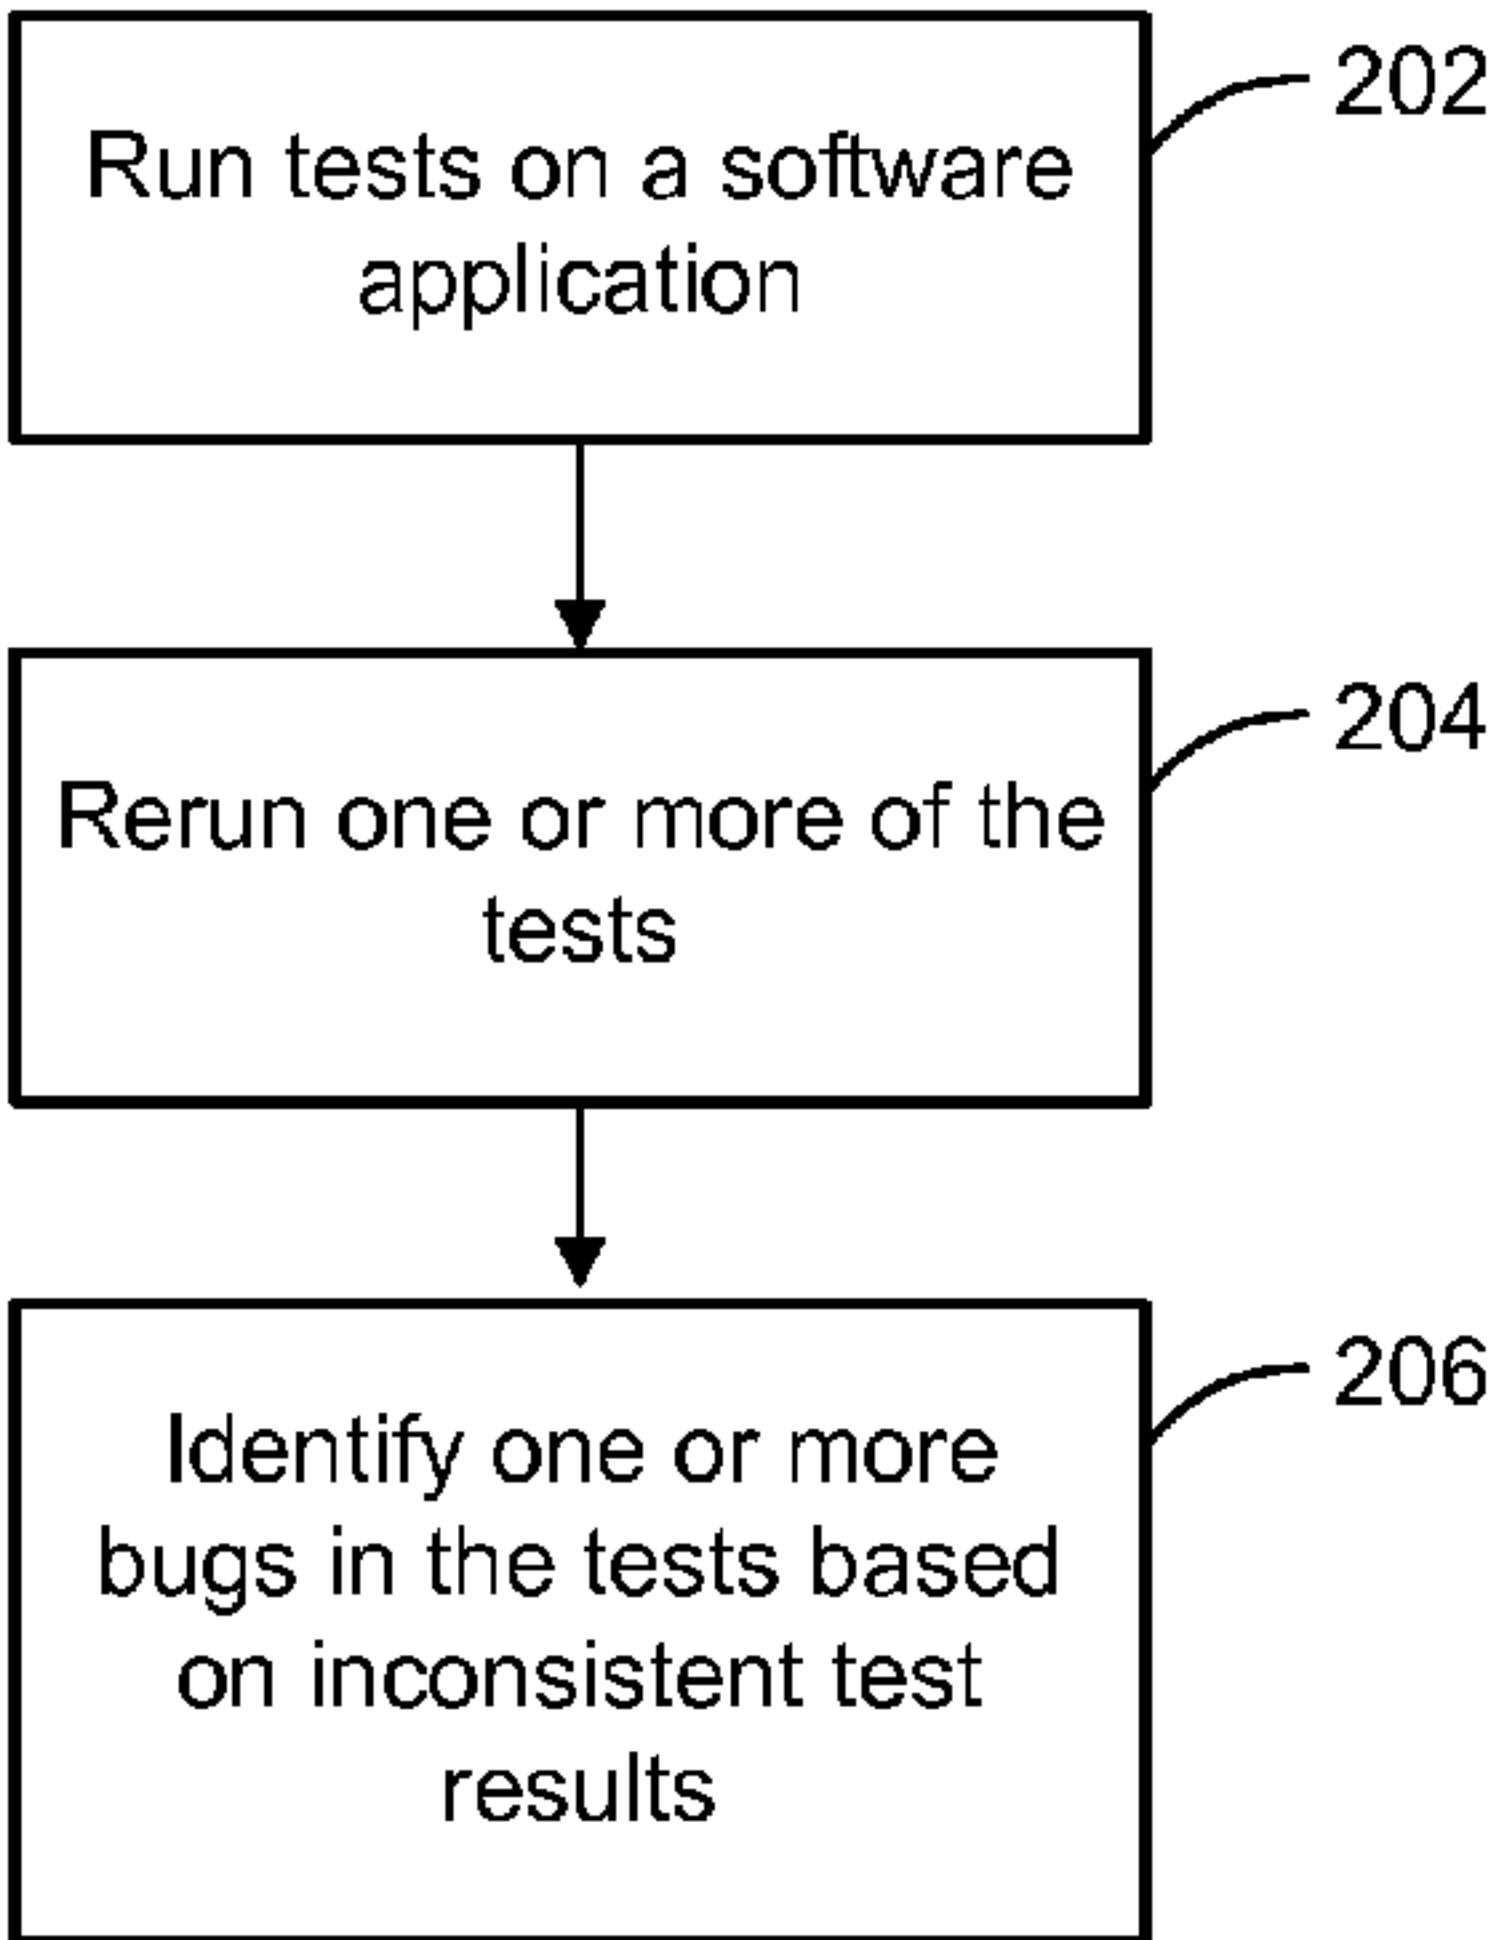 202
Run tests on a software
application
204
Rerun one or more of the
tests
206
Identify one or more
bugs in the tests based
on inconsistent test
results